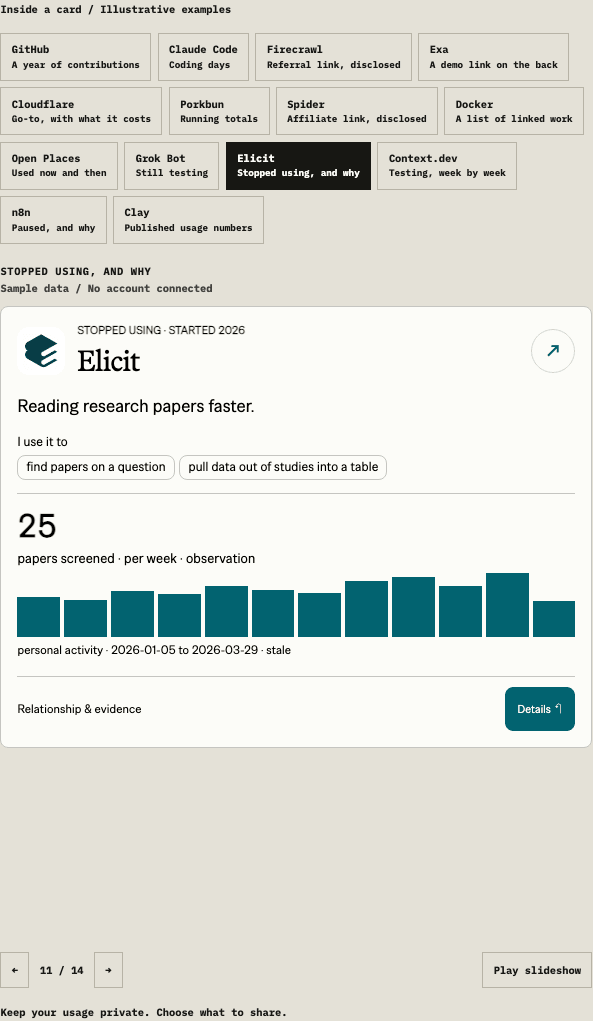 Inside a card / Illustrative examples
GitHub
A year of contributions
Claude Code
Coding days
Firecrawl
Referral link, disclosed
Exa
A demo link on the back
Cloudflare
Go-to, with what it costs
Porkbun
Running totals
Spider
Affiliate link, disclosed
Docker
A list of linked work
Open Places
Used now and then
Grok Bot
Still testing
Elicit
Stopped using, and why
Context.dev
Testing, week by week
n8n
Paused, and why
Clay
Published usage numbers
STOPPED USING, AND WHY
Sample data / No account connected
STOPPED USING · STARTED 2026
Elicit
Reading research papers faster.
I use it to
find papers on a question
pull data out of studies into a table
25
papers screened · per week · observation
personal activity · 2026-01-05 to 2026-03-29 · stale
Relationship & evidence
Details
← 11 / 14 →
Play slideshow
Keep your usage private. Choose what to share.